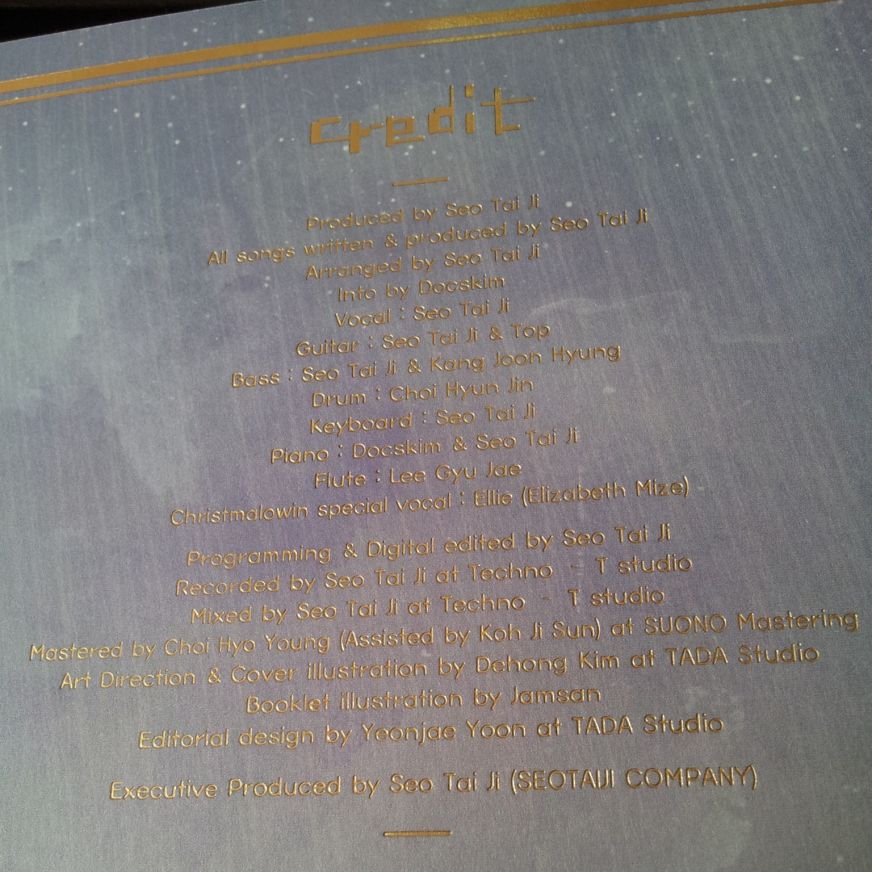 credit
Produced by Seo Tai Ji
All songs written & produced by Seo Tai Ji
Arranged by Seo Tai Ji
Into by Docskim
Vocal : Seo Tai Ji
Guitar : Seo Tai Ji & Top
Bass : Seo Tai Ji & Kang Joon Hyung
Drum : Choi Hyun Jin
Keyboard : Seo Tai Ji
Piano : Docskim & Seo Tai Ji
Flute : Lee Gyu Jae
Christmalowin special vocal : Ellie (Elizabeth Mize)
Programming & Digital edited by Seo Tai Ji
Recorded by Seo Tai Ji at Techno - T studio
Mixed by Seo Tai Ji at Techno - T studio
Mastered by Choi Hyo Young (Assisted by Koh Ji Sun) at SUONO Mastering
Art Direction & Cover illustration by Dehong Kim at TADA Studio
Booklet illustration by Jamsan
Editorial design by Yeonjae Yoon at TADA Studio
Executive Produced by Seo Tai Ji (SEOTAIJI COMPANY)